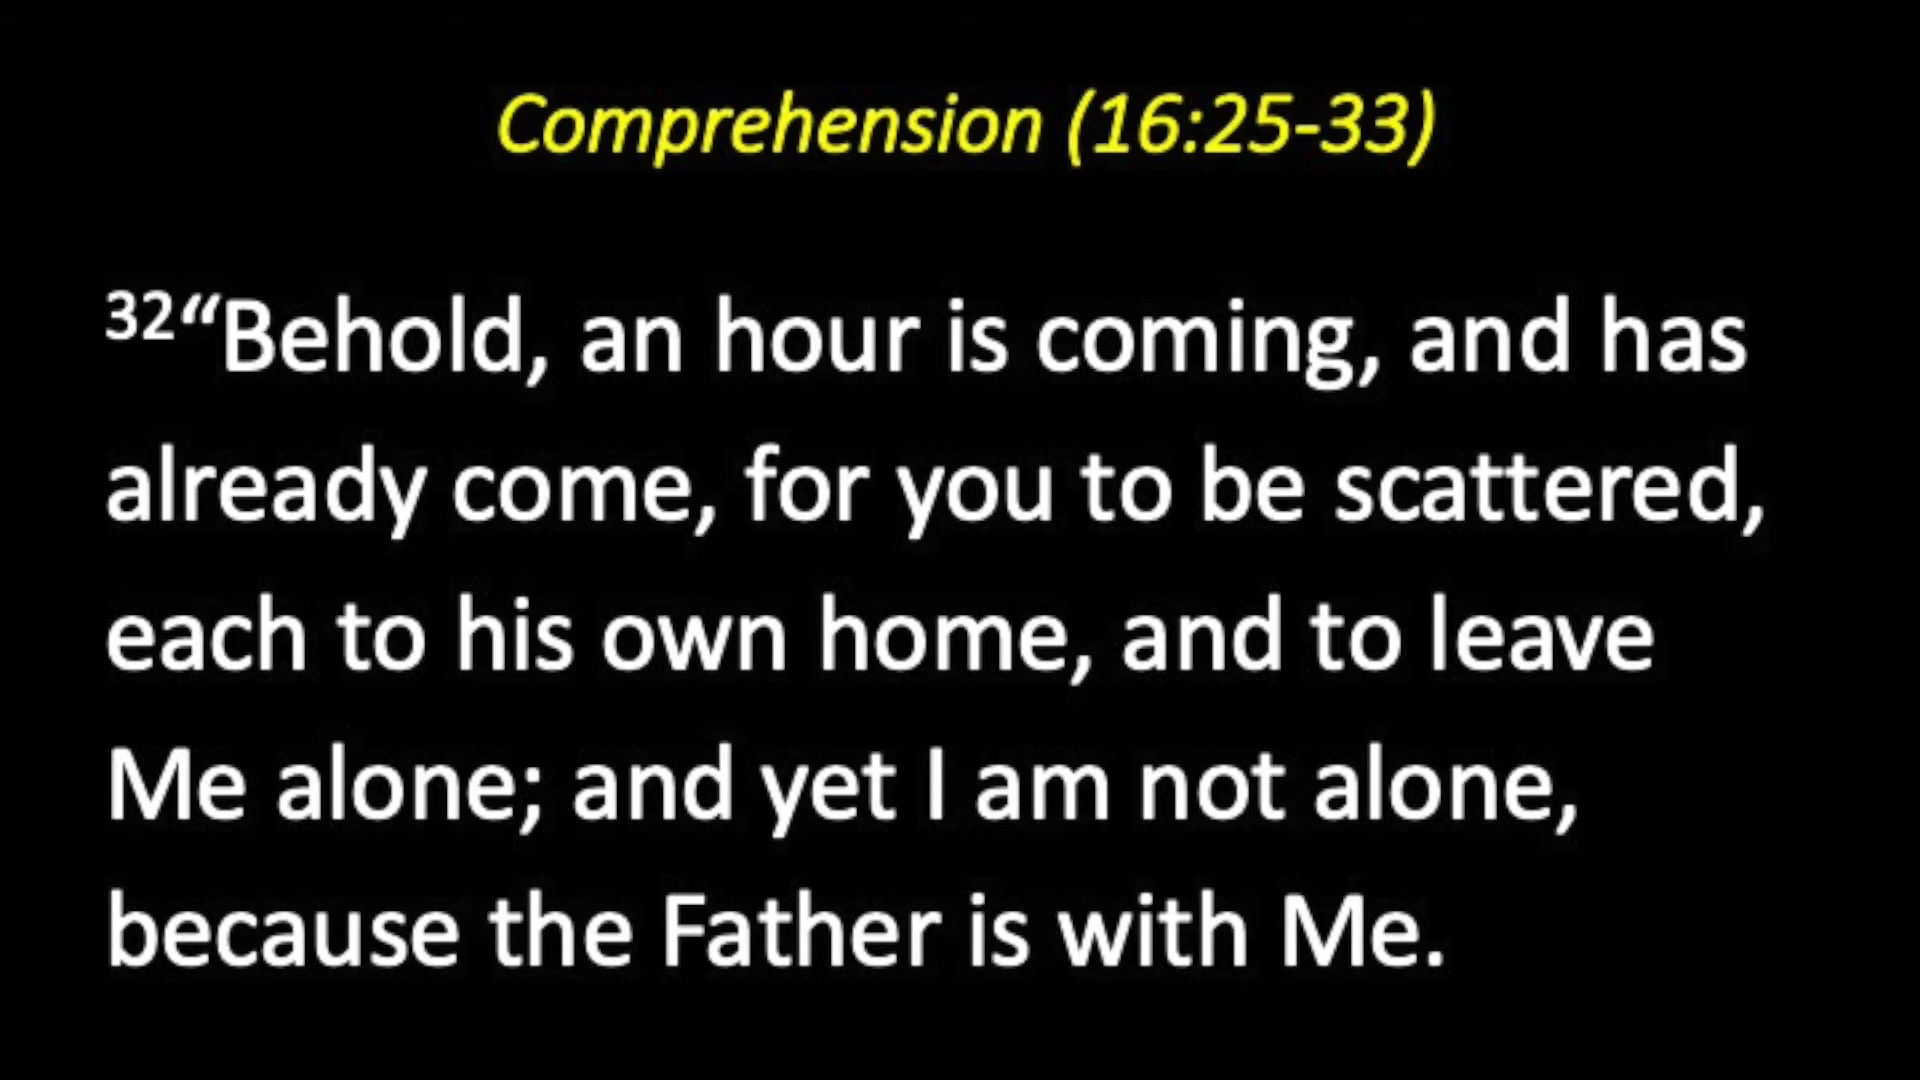 Comprehension (16:25-33)
32“Behold, an hour is coming, and has
already come, for you to be scattered,
each to his own home, and to leave
Me alone; and yet I am not alone,
because the Father is with Me.